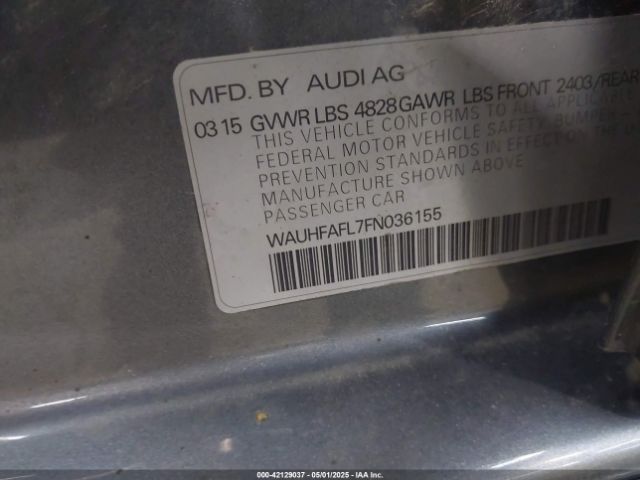 MFD. BY AUDI AG
03 15 GVWR LBS 4828 GAWR LBS FRONT 2403/REAR
THIS VEHICLE CONFORMS TO ALL APPLICABLE
FEDERAL MOTOR VEHICLE SAFETY, BUMPER
PREVENTION STANDARDS IN EFFECT ON THE
MANUFACTURE SHOWN ABOVE
PASSENGER CAR
WAUHFAFL7FN036155
000-42129037 - 05/01/2025 - IAA Inc.